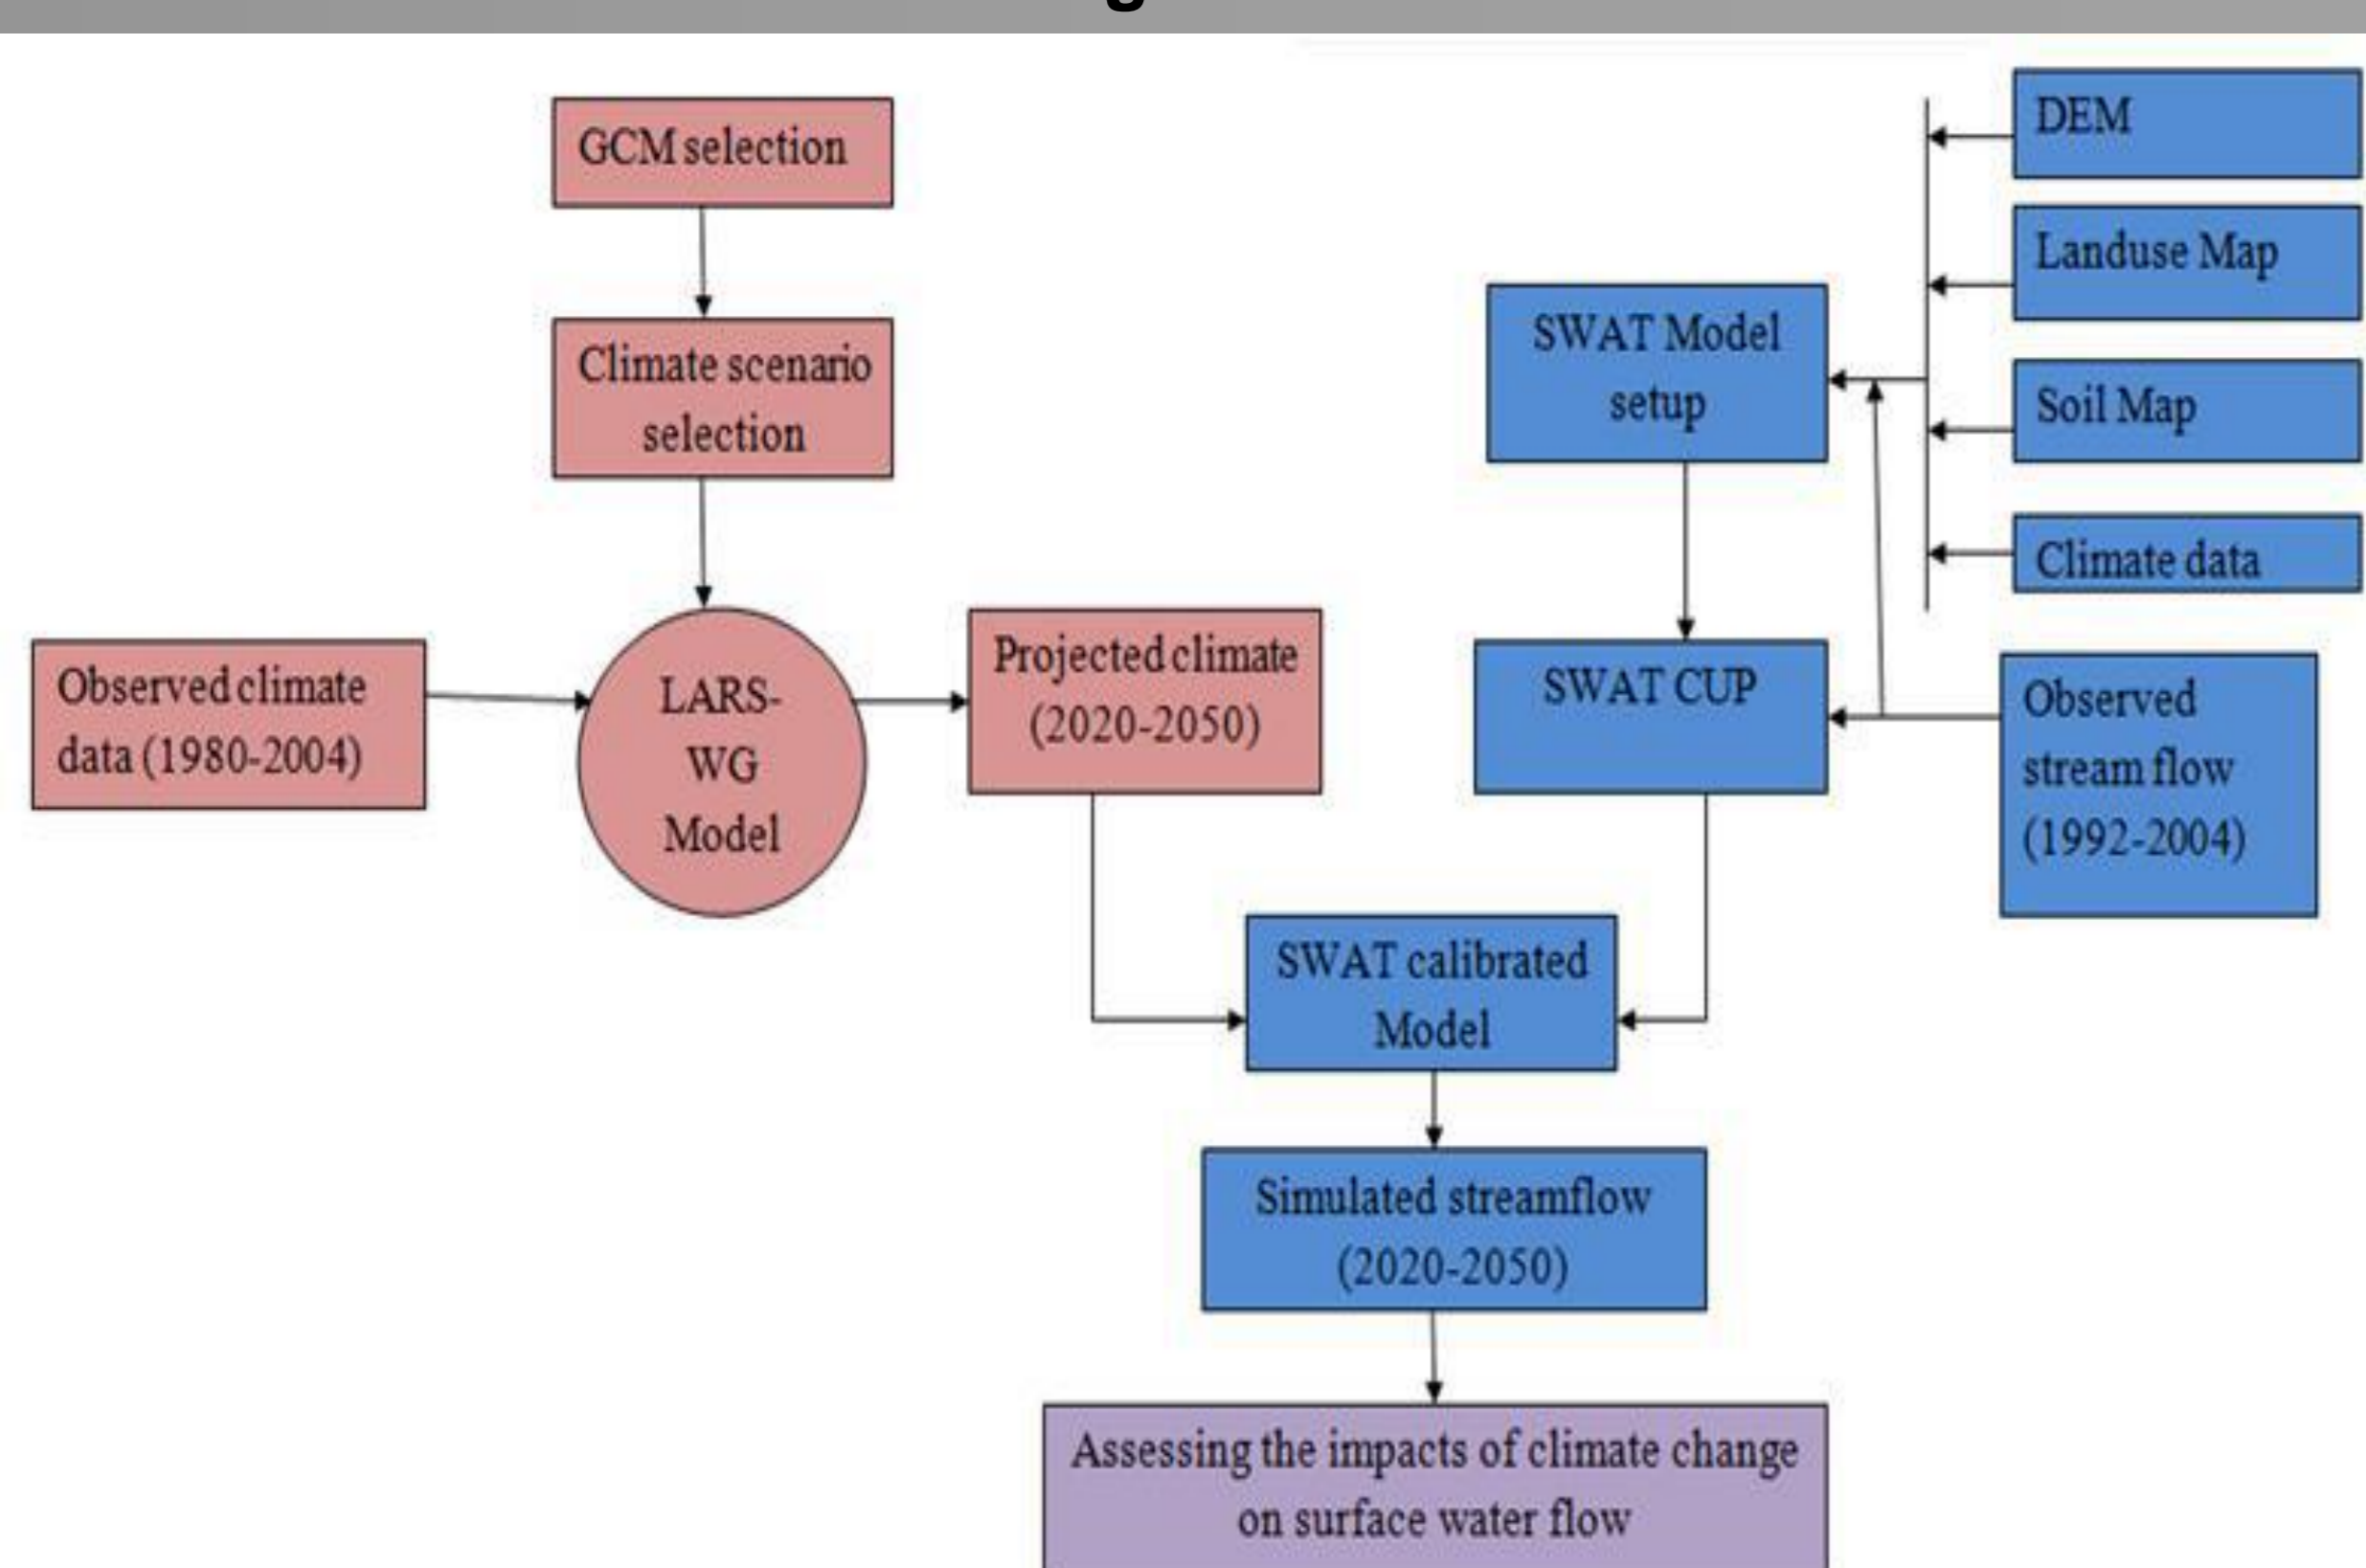 GCM selection
Climate scenario
selection
Observed climate
data (1980-2004)
LARS-
WG
Model
Projected climate
(2020-2050)
DEM
Landuse Map
Soil Map
Climate data
SWAT Model
setup
SWAT CUP
Observed
stream flow
(1992-2004)
SWAT calibrated
Model
Simulated streamflow
(2020-2050)
Assessing the impacts of climate change
on surface water flow